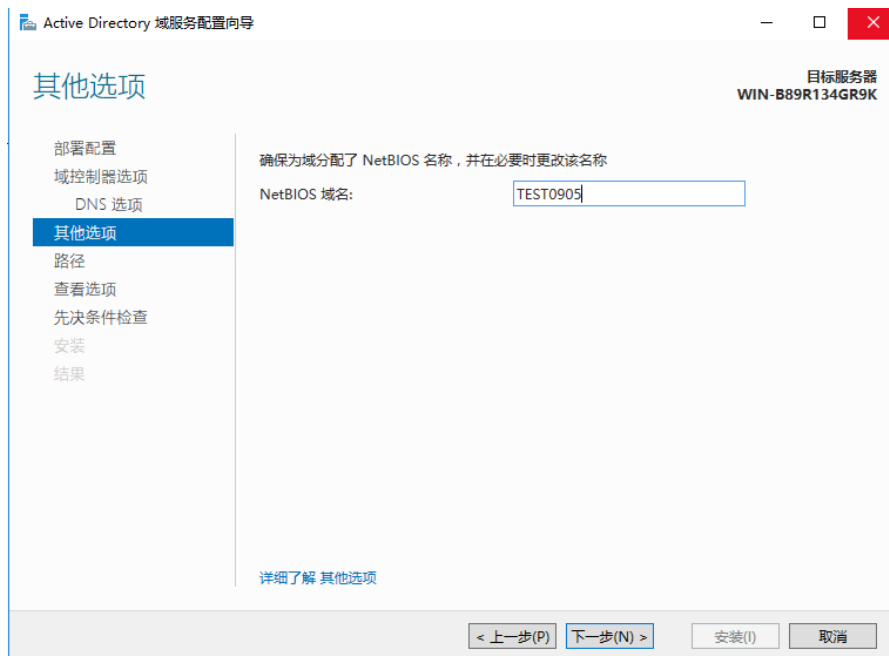 Active Directory 域服务配置向导
其他选项
目标服务器
WIN-B89R134GR9K
部署配置
域控制器选项
DNS 选项
其他选项
路径
查看选项
先决条件检查
安装
结果
确保为域分配了 NetBIOS 名称，并在必要时更改该名称
NetBIOS 域名: TEST0905
详细了解 其他选项
< 上一步(P) 下一步(N) > 安装(I) 取消